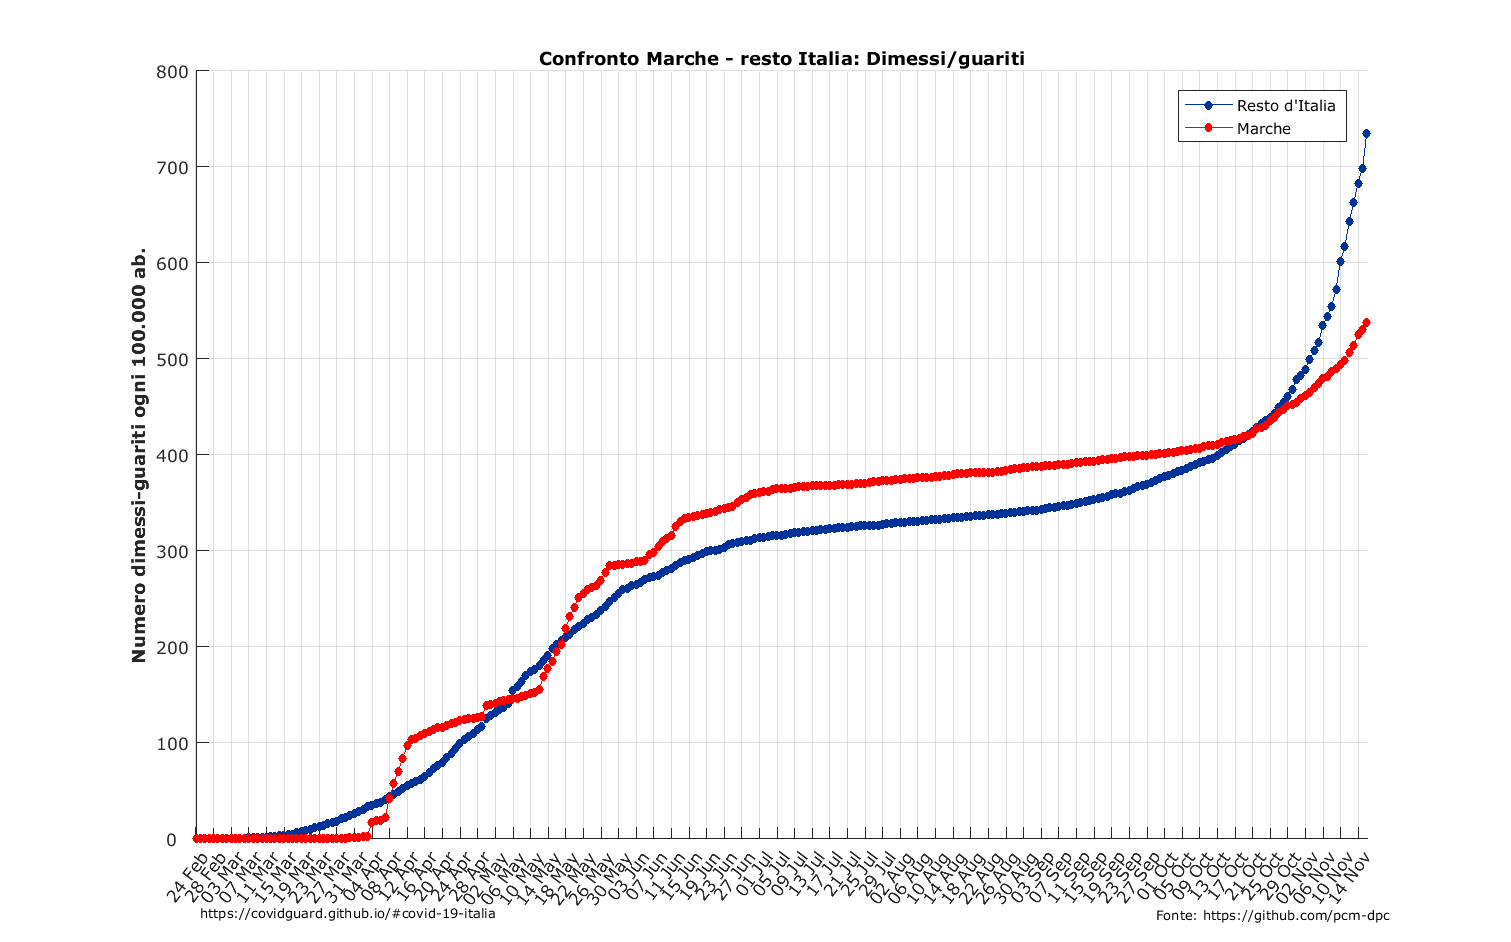 Confronto Marche - resto Italia: Dimessi/guariti
Resto d'Italia
Marche
Numero dimessi-guariti ogni 100.000 ab.
800
700
600
500
400
300
200
100
0
24 Feb
28 Feb
03 Mar
07 Mar
11 Mar
15 Mar
19 Mar
23 Mar
27 Mar
31 Mar
04 Apr
08 Apr
12 Apr
16 Apr
20 Apr
24 Apr
28 Apr
02 May
06 May
10 May
14 May
18 May
22 May
26 May
30 May
03 Jun
07 Jun
11 Jun
15 Jun
19 Jun
23 Jun
27 Jun
01 Jul
05 Jul
09 Jul
13 Jul
17 Jul
21 Jul
25 Jul
29 Jul
02 Aug
06 Aug
10 Aug
14 Aug
18 Aug
22 Aug
26 Aug
30 Aug
03 Sep
07 Sep
11 Sep
15 Sep
19 Sep
23 Sep
27 Sep
01 Oct
05 Oct
09 Oct
13 Oct
17 Oct
21 Oct
25 Oct
29 Oct
02 Nov
06 Nov
10 Nov
14 Nov
https://covidguard.github.io/#covid-19-italia
Fonte: https://github.com/pcm-dpc